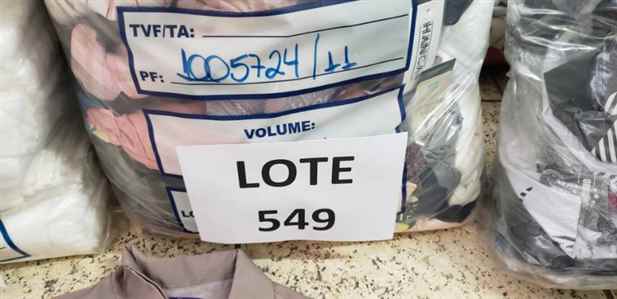 TVF/TA:
PF: 1005724/11
VOLUME:
LOTE
549